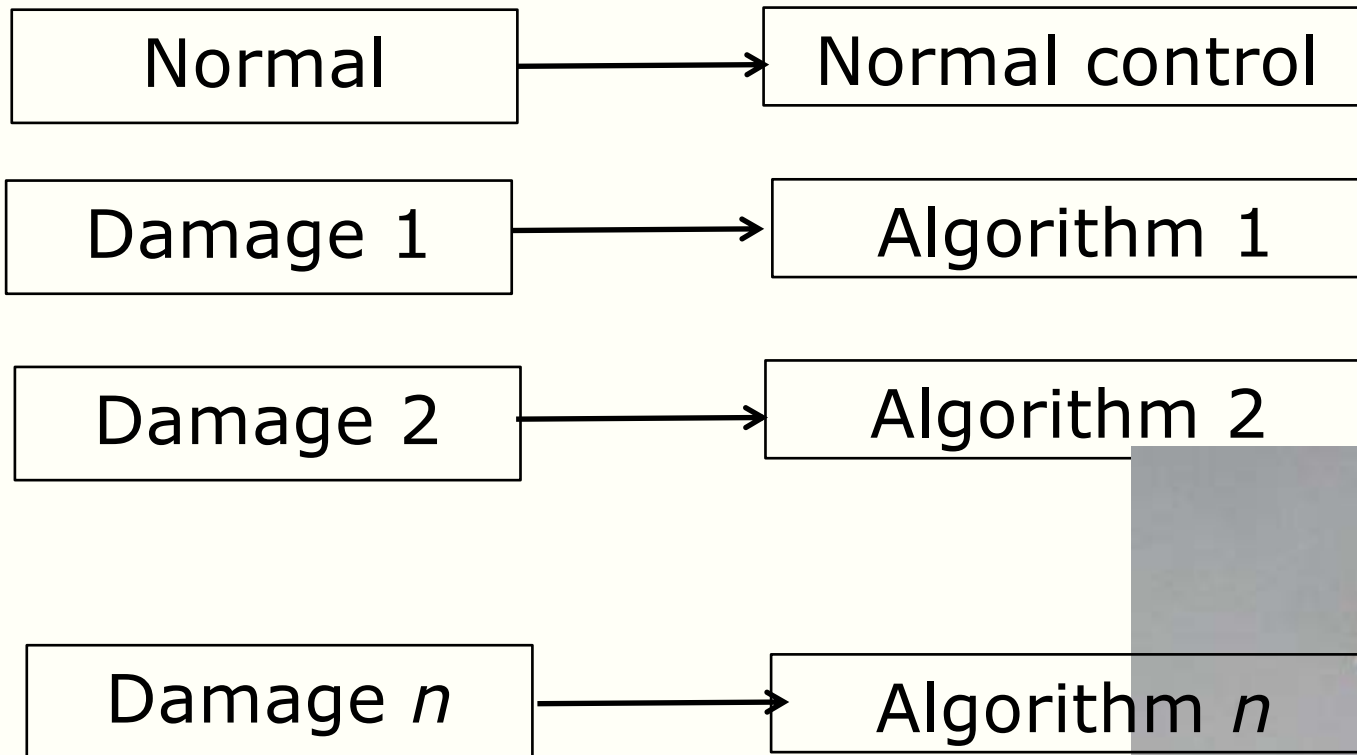 Normal
Normal control
Damage 1
Algorithm 1
Damage 2
Algorithm 2
Damage n
Algorithm n